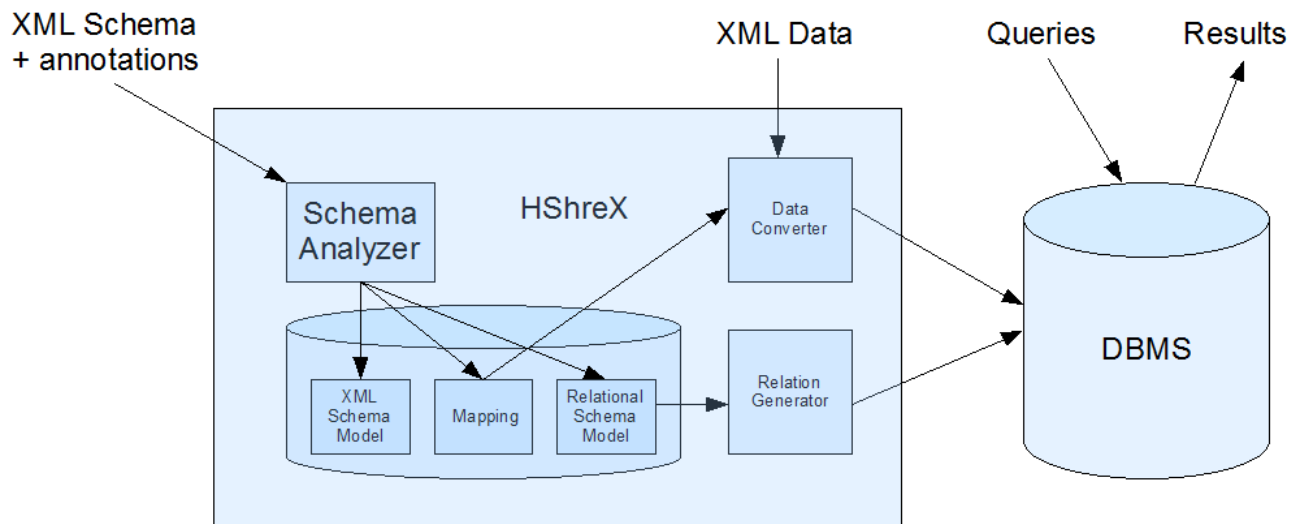 XML Schema
+ annotations
XML Data
Queries
Results
Schema
Analyzer
HShreX
Data
Converter
DBMS
XML
Schema
Model
Mapping
Relational
Schema
Model
Relation
Generator